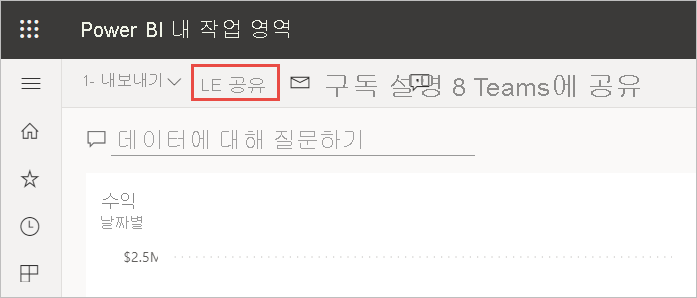 Power BI 내 작업 영역
1- 내보내기 LE 공유 구독 설명 8 Teams에 공유
데이터에 대해 질문하기
수익
날짜별
$2.5M